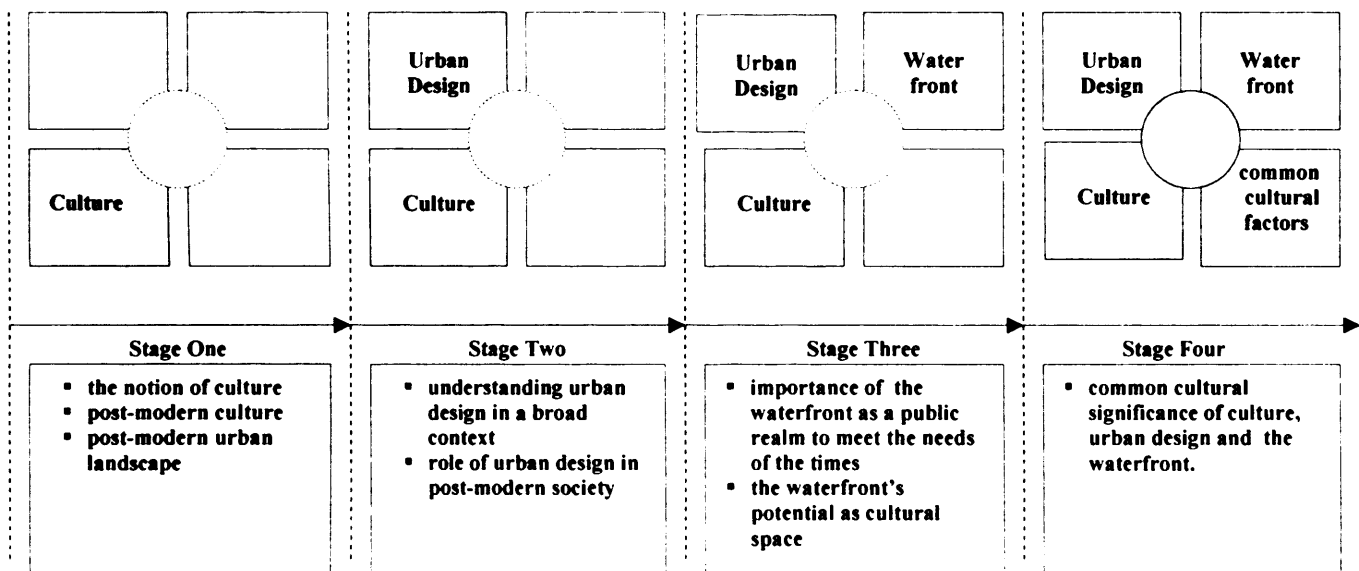 Culture
Urban
Design
Culture
Urban
Design
Water
front
Culture
Urban
Design
Water
front
Culture
common
cultural
factors
Stage One
▪ the notion of culture
▪ post-modern culture
▪ post-modern urban
landscape
Stage Two
▪ understanding urban
design in a broad
context
▪ role of urban design in
post-modern society
Stage Three
▪ importance of the
waterfront as a public
realm to meet the needs
of the times
▪ the waterfront's
potential as cultural
space
Stage Four
▪ common cultural
significance of culture,
urban design and the
waterfront.